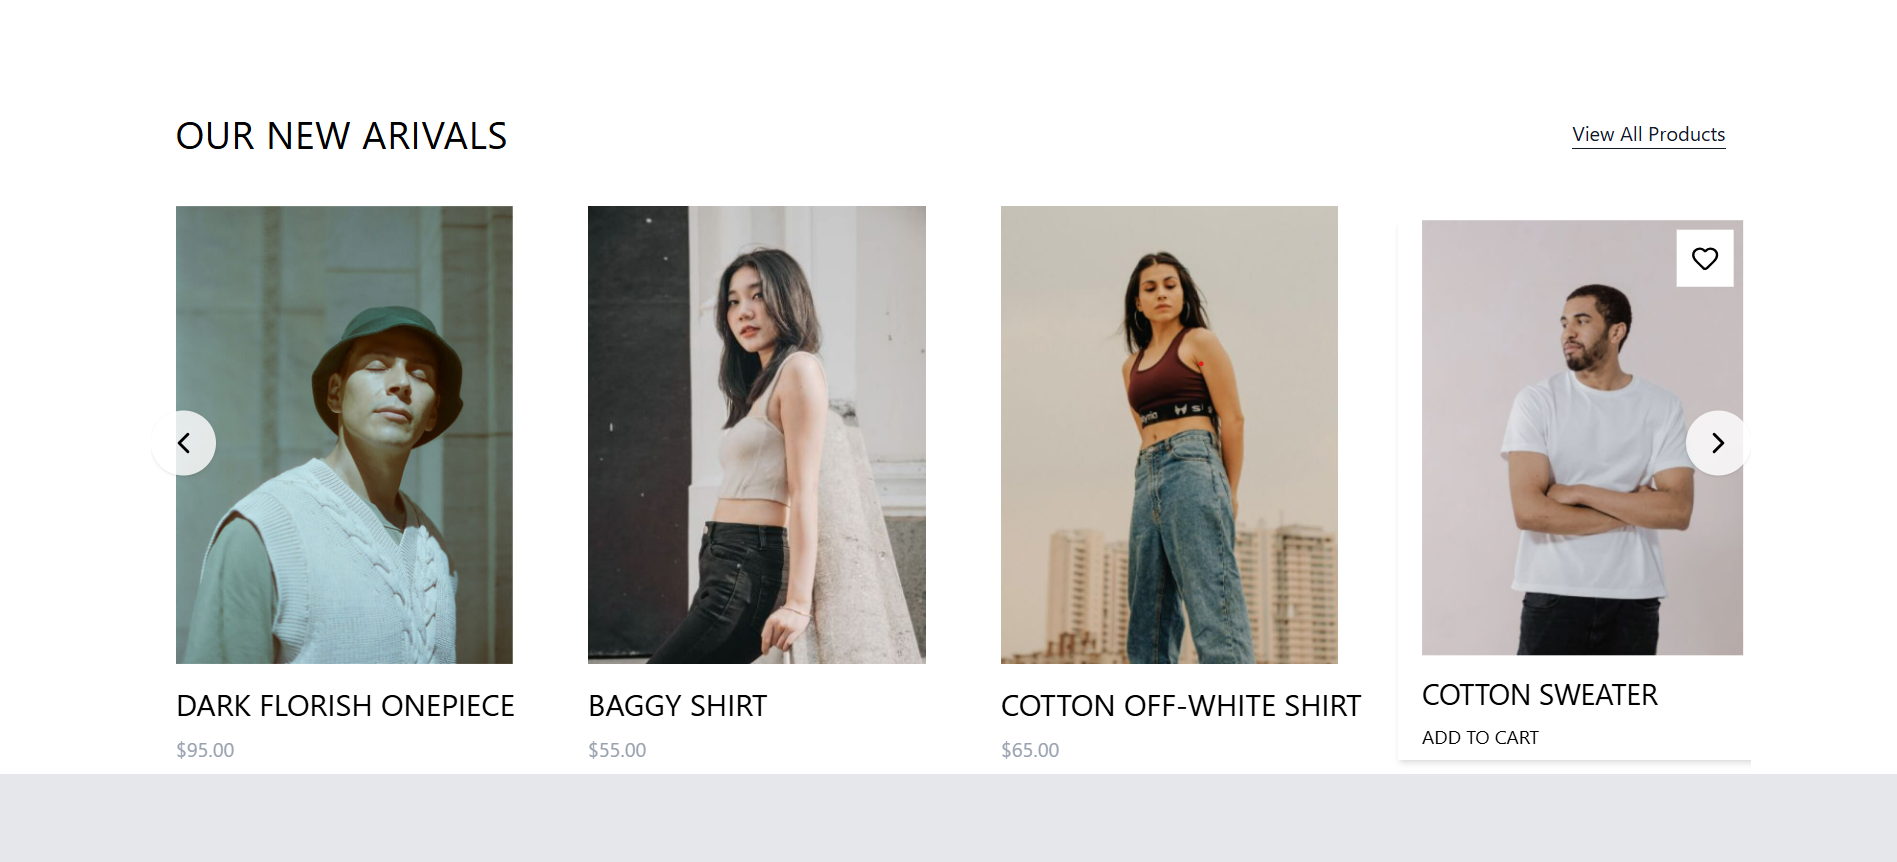 OUR NEW ARIVALS
View All Products
DARK FLORISH ONEPIECE
$95.00
BAGGY SHIRT
$55.00
COTTON OFF-WHITE SHIRT
$65.00
COTTON SWEATER
ADD TO CART